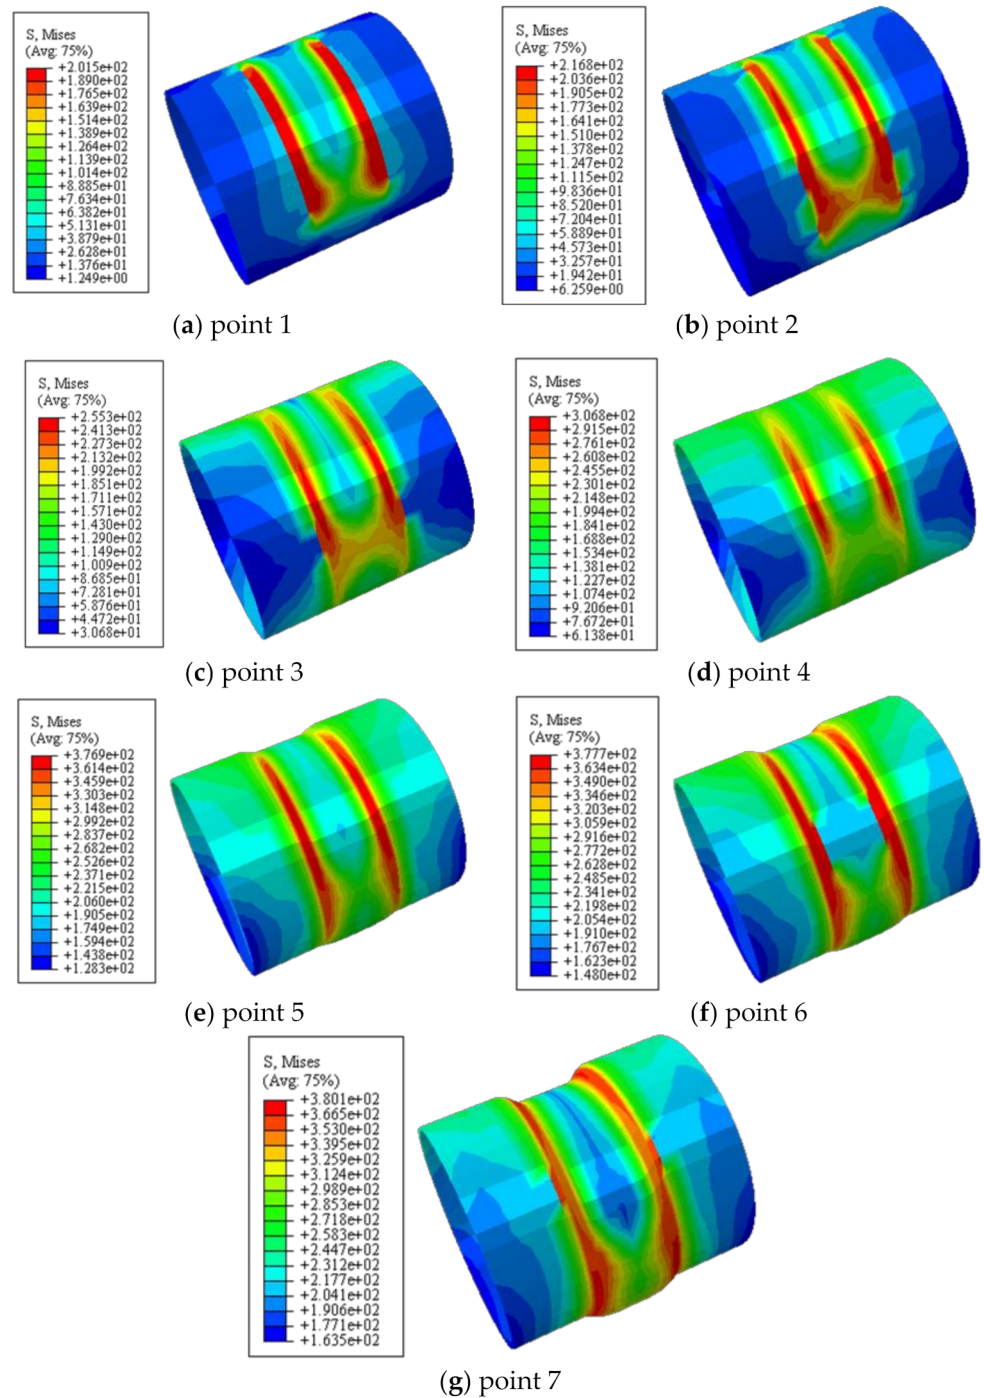 S, Mises
(Avg: 75%)
+2.015e+02
+1.890e+02
+1.765e+02
+1.639e+02
+1.514e+02
+1.389e+02
+1.264e+02
+1.139e+02
+1.014e+02
+8.885e+01
+7.634e+01
+6.382e+01
+5.131e+01
+3.879e+01
+2.628e+01
+1.376e+01
+1.249e+00
(a) point 1
S, Mises
(Avg: 75%)
+2.168e+02
+2.036e+02
+1.905e+02
+1.773e+02
+1.641e+02
+1.510e+02
+1.378e+02
+1.247e+02
+1.115e+02
+9.836e+01
+8.520e+01
+7.204e+01
+5.889e+01
+4.573e+01
+3.257e+01
+1.942e+01
+6.259e+00
(b) point 2
S, Mises
(Avg: 75%)
+2.553e+02
+2.413e+02
+2.273e+02
+2.132e+02
+1.992e+02
+1.851e+02
+1.711e+02
+1.571e+02
+1.430e+02
+1.290e+02
+1.149e+02
+1.009e+02
+8.685e+01
+7.281e+01
+5.876e+01
+4.472e+01
+3.068e+01
(c) point 3
S, Mises
(Avg: 75%)
+3.068e+02
+2.915e+02
+2.761e+02
+2.608e+02
+2.455e+02
+2.301e+02
+2.148e+02
+1.994e+02
+1.841e+02
+1.688e+02
+1.534e+02
+1.381e+02
+1.227e+02
+1.074e+02
+9.206e+01
+7.672e+01
+6.138e+01
(d) point 4
S, Mises
(Avg: 75%)
+3.769e+02
+3.614e+02
+3.459e+02
+3.303e+02
+3.148e+02
+2.992e+02
+2.837e+02
+2.682e+02
+2.526e+02
+2.371e+02
+2.215e+02
+2.060e+02
+1.905e+02
+1.749e+02
+1.594e+02
+1.438e+02
+1.283e+02
(e) point 5
S, Mises
(Avg: 75%)
+3.777e+02
+3.634e+02
+3.490e+02
+3.346e+02
+3.203e+02
+3.059e+02
+2.916e+02
+2.772e+02
+2.628e+02
+2.485e+02
+2.341e+02
+2.198e+02
+2.054e+02
+1.910e+02
+1.767e+02
+1.623e+02
+1.480e+02
(f) point 6
S, Mises
(Avg: 75%)
+3.801e+02
+3.665e+02
+3.530e+02
+3.395e+02
+3.259e+02
+3.124e+02
+2.989e+02
+2.853e+02
+2.718e+02
+2.583e+02
+2.447e+02
+2.312e+02
+2.177e+02
+2.041e+02
+1.906e+02
+1.771e+02
+1.635e+02
(g) point 7